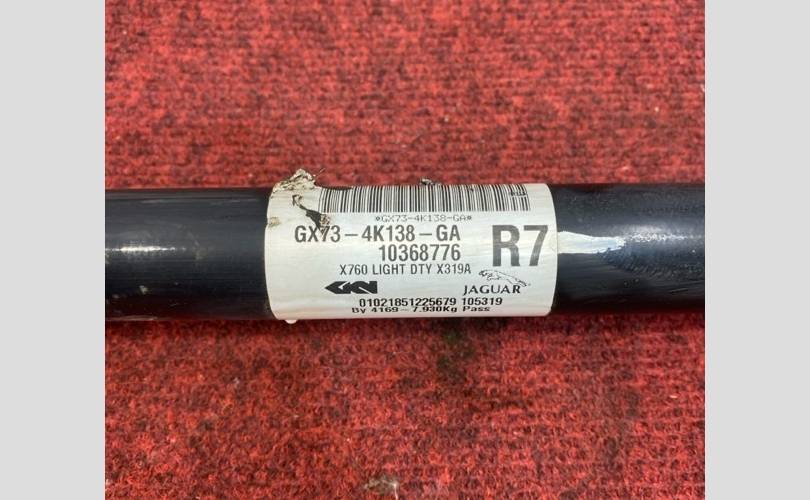 *GX73-4K138-GA*
GX73-4K138-GA
10368776
R7
X760 LIGHT DTY X319A
GKN
JAGUAR
01021851225679 105319
By 4169- 7.930Kg Pass